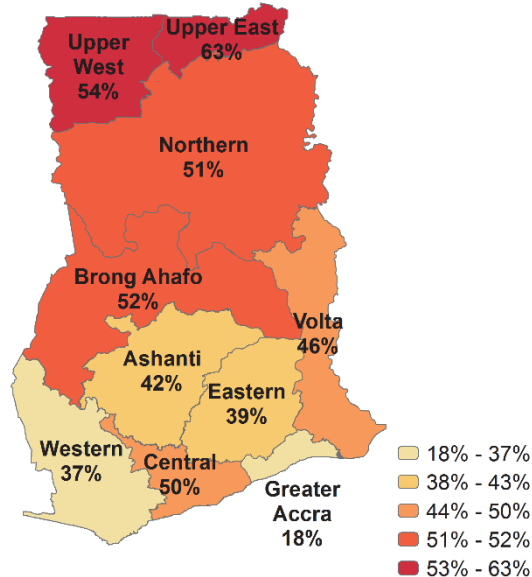 Upper East
63%
Upper
West
54%
Northern
51%
Brong Ahafo
52%
Volta
46%
Ashanti
42%
Eastern
39%
Western
37%
Central
50%
Greater
Accra
18%
18% - 37%
38% - 43%
44% - 50%
51% - 52%
53% - 63%